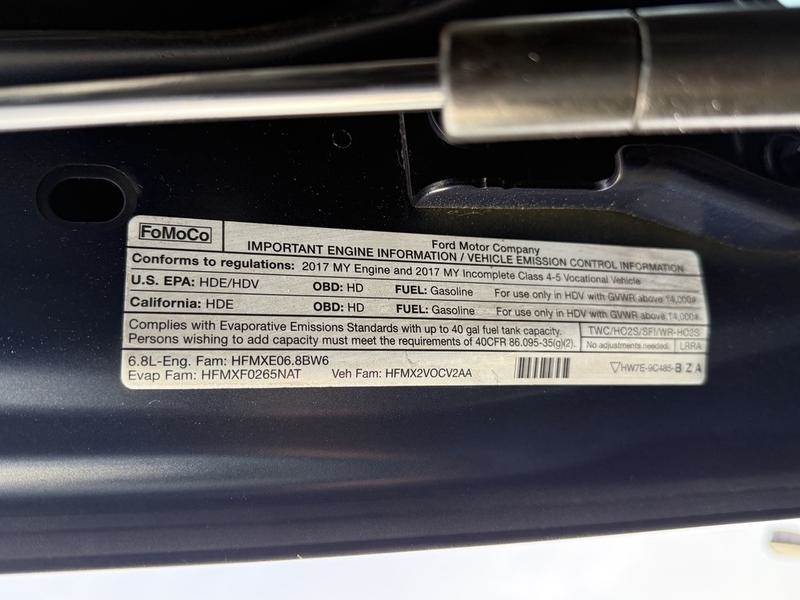 FoMoCo
Ford Motor Company
IMPORTANT ENGINE INFORMATION / VEHICLE EMISSION CONTROL INFORMATION
Conforms to regulations: 2017 MY Engine and 2017 MY Incomplete Class 4-5 Vocational Vehicle
U.S. EPA: HDE/HDV OBD: HD FUEL: Gasoline For use only in HDV with GVWR above 14,000#
California: HDE OBD: HD FUEL: Gasoline For use only in HDV with GVWR above 14,000#
Complies with Evaporative Emissions Standards with up to 40 gal fuel tank capacity.
Persons wishing to add capacity must meet the requirements of 40CFR 86.095-35(g)(2).
TWC/HO2S/SFI/WR-HO2S
No adjustments needed. LRRA
6.8L-Eng. Fam: HFMXE06.8BW6
Evap Fam: HFMXF0265NAT Veh Fam: HFMX2VOCV2AA
HW7E-9C485-BZA